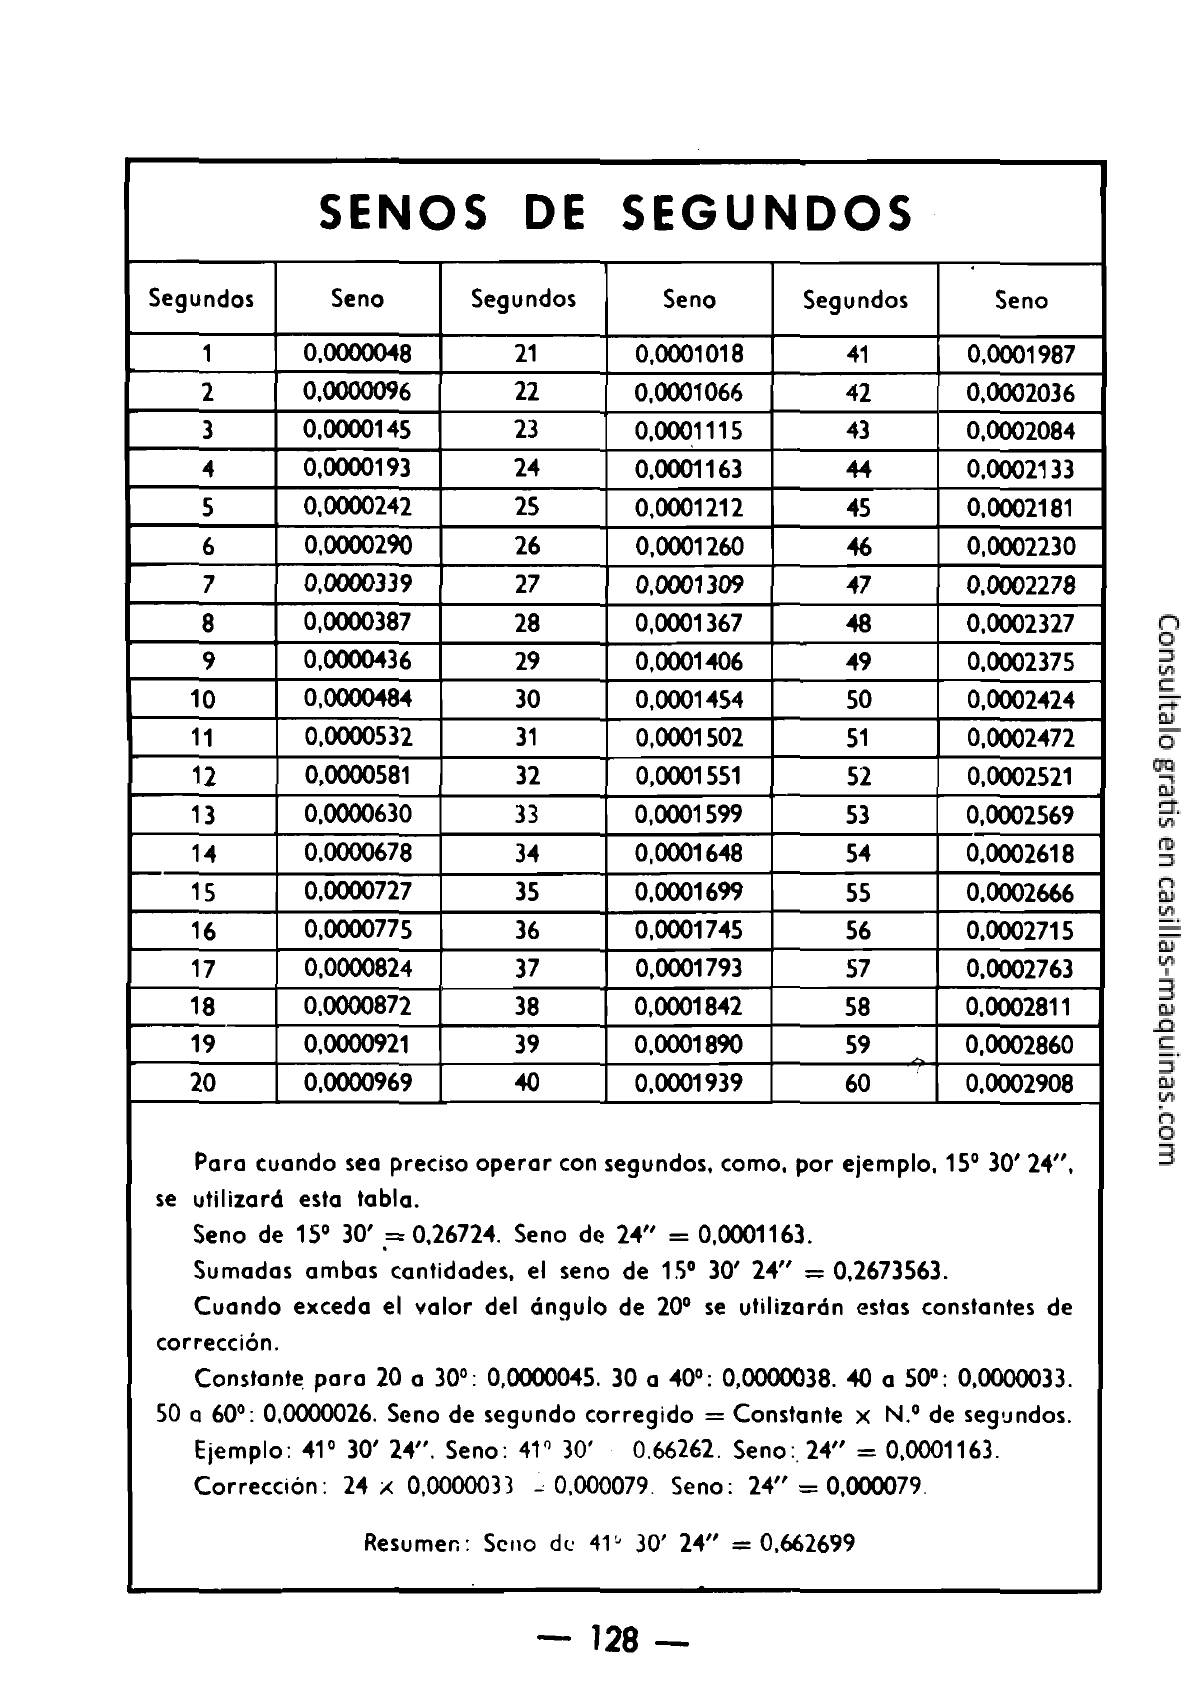 SENOS DE SEGUNDOS
Segundos Seno Segundos Seno Segundos Seno
1 0,0000048 21 0,0001018 41 0,0001987
2 0,0000096 22 0,0001066 42 0,0002036
3 0,0000145 23 0,0001115 43 0,0002084
4 0,0000193 24 0,0001163 44 0,0002133
5 0,0000242 25 0,0001212 45 0,0002181
6 0,0000290 26 0,0001260 46 0,0002230
7 0,0000339 27 0,0001309 47 0,0002278
8 0,0000387 28 0,0001367 48 0,0002327
9 0,0000436 29 0,0001406 49 0,0002375
10 0,0000484 30 0,0001454 50 0,0002424
11 0,0000532 31 0,0001502 51 0,0002472
12 0,0000581 32 0,0001551 52 0,0002521
13 0,0000630 33 0,0001599 53 0,0002569
14 0,0000678 34 0,0001648 54 0,0002618
15 0,0000727 35 0,0001699 55 0,0002666
16 0,0000775 36 0,0001745 56 0,0002715
17 0,0000824 37 0,0001793 57 0,0002763
18 0,0000872 38 0,0001842 58 0,0002811
19 0,0000921 39 0,0001890 59 0,0002860
20 0,0000969 40 0,0001939 60 0,0002908
Para cuando sea preciso operar con segundos, como, por ejemplo, 15º 30′ 24″,
se utilizará esta tabla.
Seno de 15º 30′ = 0,26724. Seno de 24″ = 0,0001163.
Sumadas ambas cantidades, el seno de 15º 30′ 24″ = 0,2673563.
Cuando exceda el valor del ángulo de 20º se utilizarán estas constantes de
corrección.
Constante para 20 a 30º: 0,0000045. 30 a 40º: 0,0000038. 40 a 50º: 0,0000033.
50 a 60º: 0,0000026. Seno de segundo corregido = Constante x N.º de segundos.
Ejemplo: 41º 30′ 24″. Seno: 41º 30′ 0,66262. Seno: 24″ = 0,0001163.
Corrección: 24 x 0,0000033 = 0,000079. Seno: 24″ = 0,000079.
Resumen: Seno de 41º 30′ 24″ = 0,662699
— 128 —
Consultalo gratis en casillas-maquinas.com